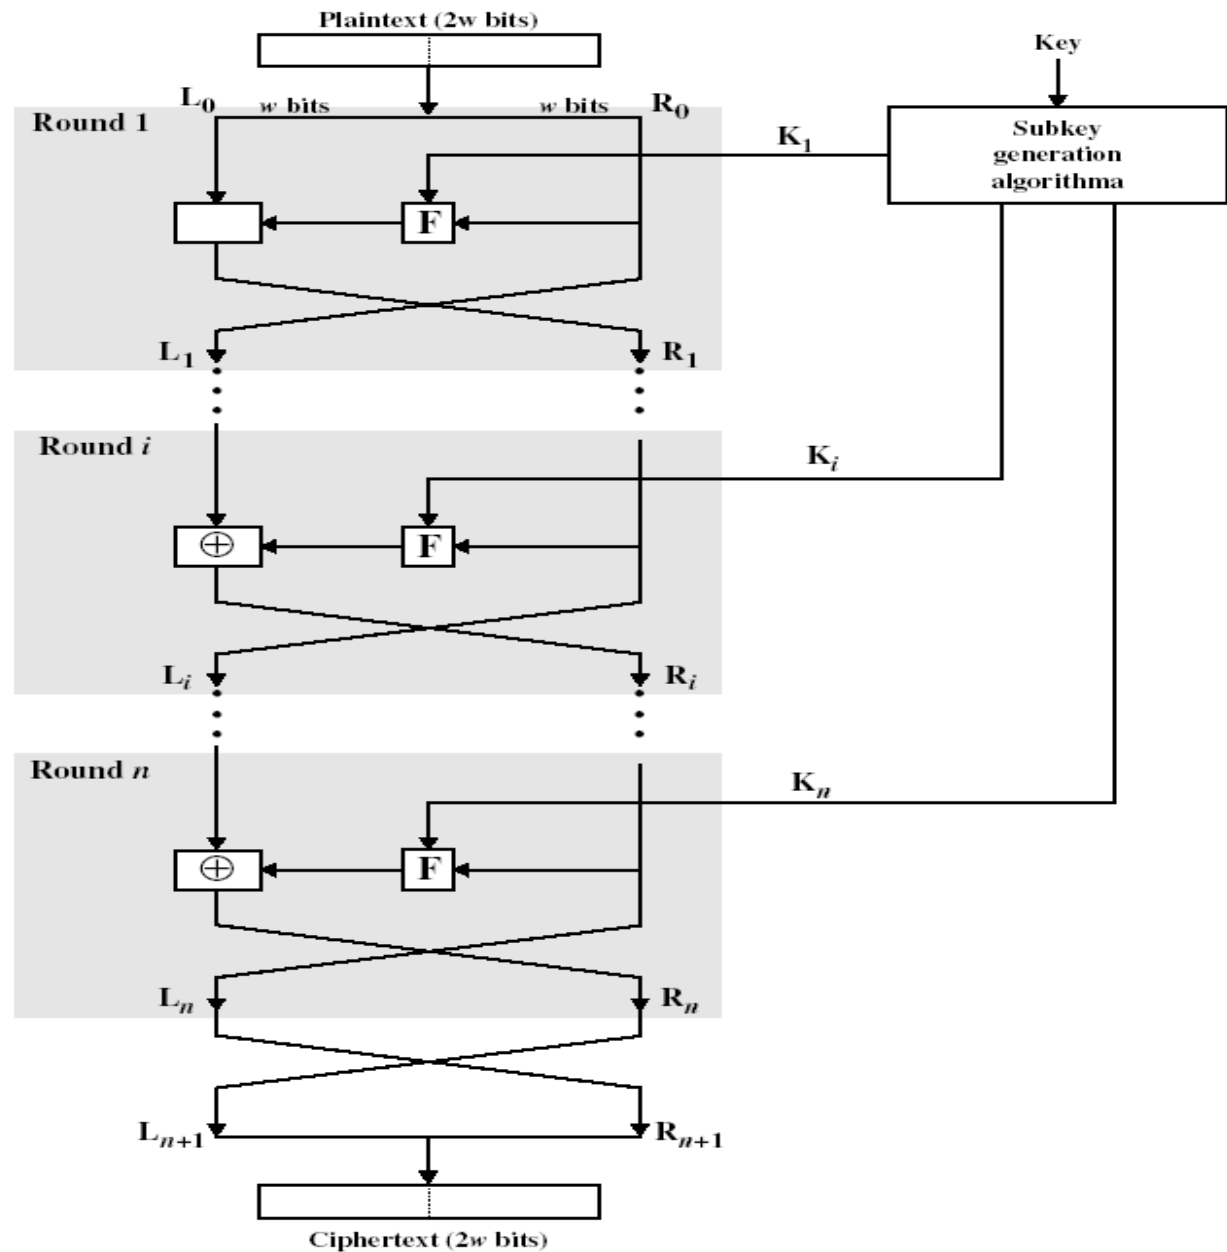 Plaintext (2w bits)
Key
L0 w bits w bits R0
Round 1
K1
Subkey
generation
algorithma
F
L1 R1
Round i
Ki
⊕ F
Li Ri
Round n
Kn
⊕ F
Ln Rn
Ln+1 Rn+1
Ciphertext (2w bits)